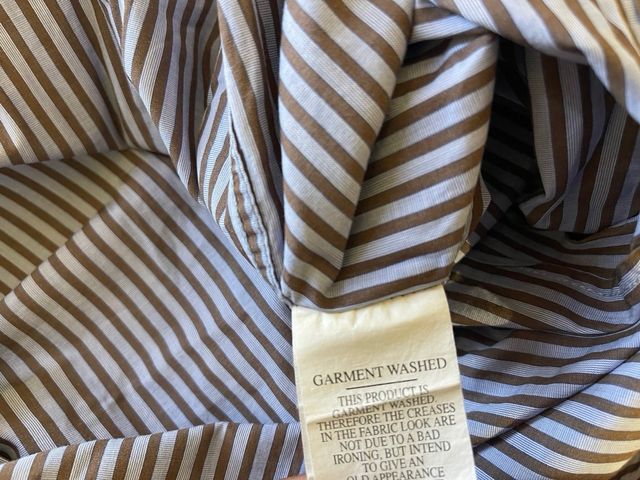 GARMENT WASHED
THIS PRODUCT IS
GARMENT WASHED
THEREFORE THE CREASES
IN THE FABRIC LOOK ARE
NOT DUE TO A BAD
IRONING, BUT INTEND
TO GIVE AN
OLD APPEARANCE